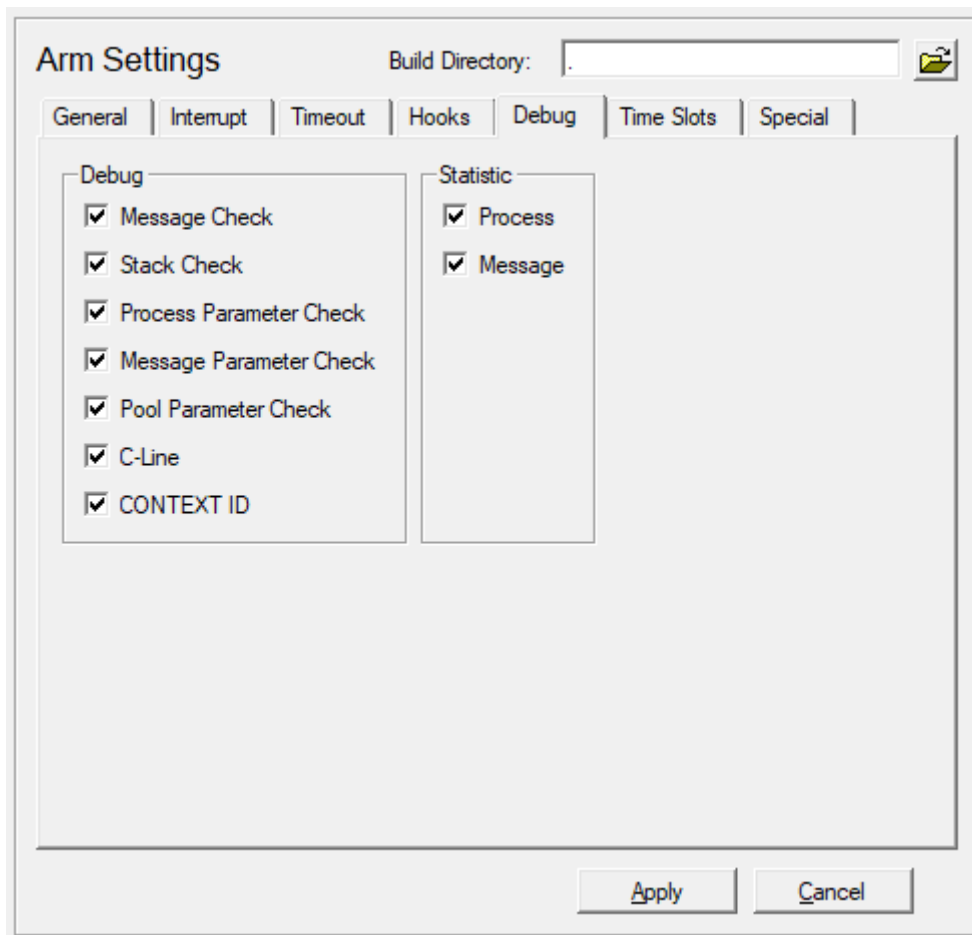 Arm Settings
Build Directory: .
General Interrupt Timeout Hooks Debug Time Slots Special
Debug
Message Check
Stack Check
Process Parameter Check
Message Parameter Check
Pool Parameter Check
C-Line
CONTEXT ID
Statistic
Process
Message
Apply Cancel